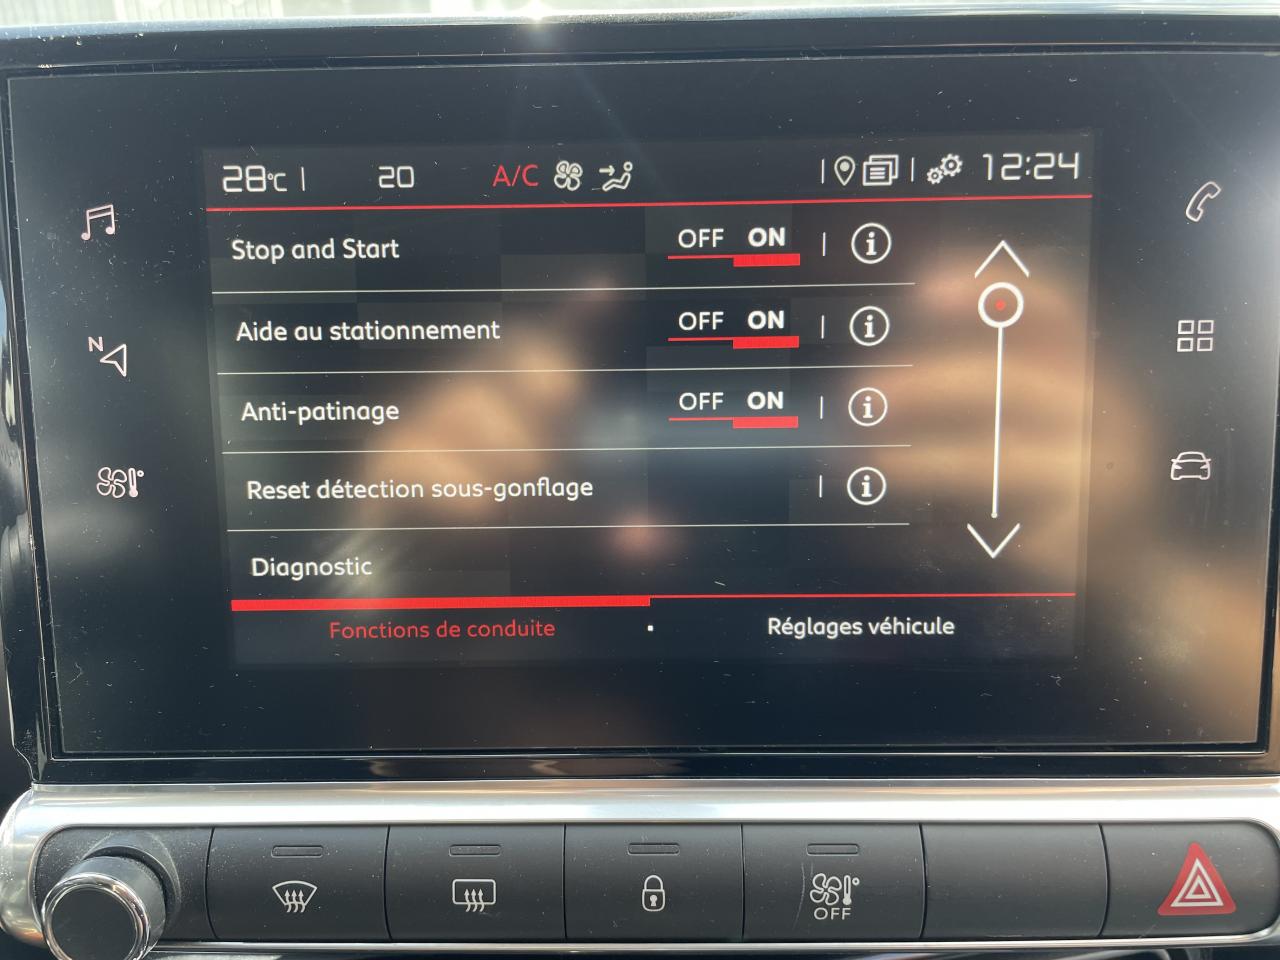 28°C | 20 A/C 12:24
Stop and Start OFF ON
Aide au stationnement OFF ON
Anti-patinage OFF ON
Reset détection sous-gonflage
Diagnostic
Fonctions de conduite Réglages véhicule
N
OFF